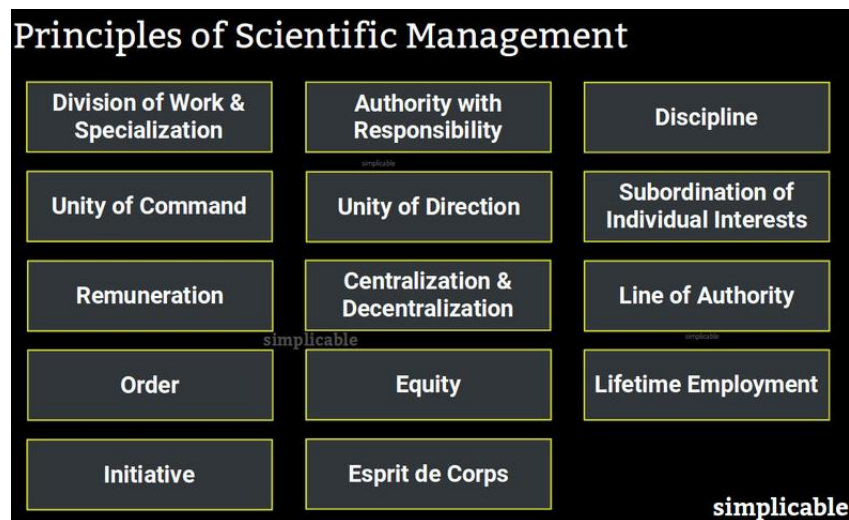 Principles of Scientific Management
Division of Work &
Specialization
Authority with
Responsibility
Discipline
simplicable
Unity of Command
Unity of Direction
Subordination of
Individual Interests
Remuneration
Centralization &
Decentralization
Line of Authority
simplicable
simplicable
Order
Equity
Lifetime Employment
Initiative
Esprit de Corps
simplicable